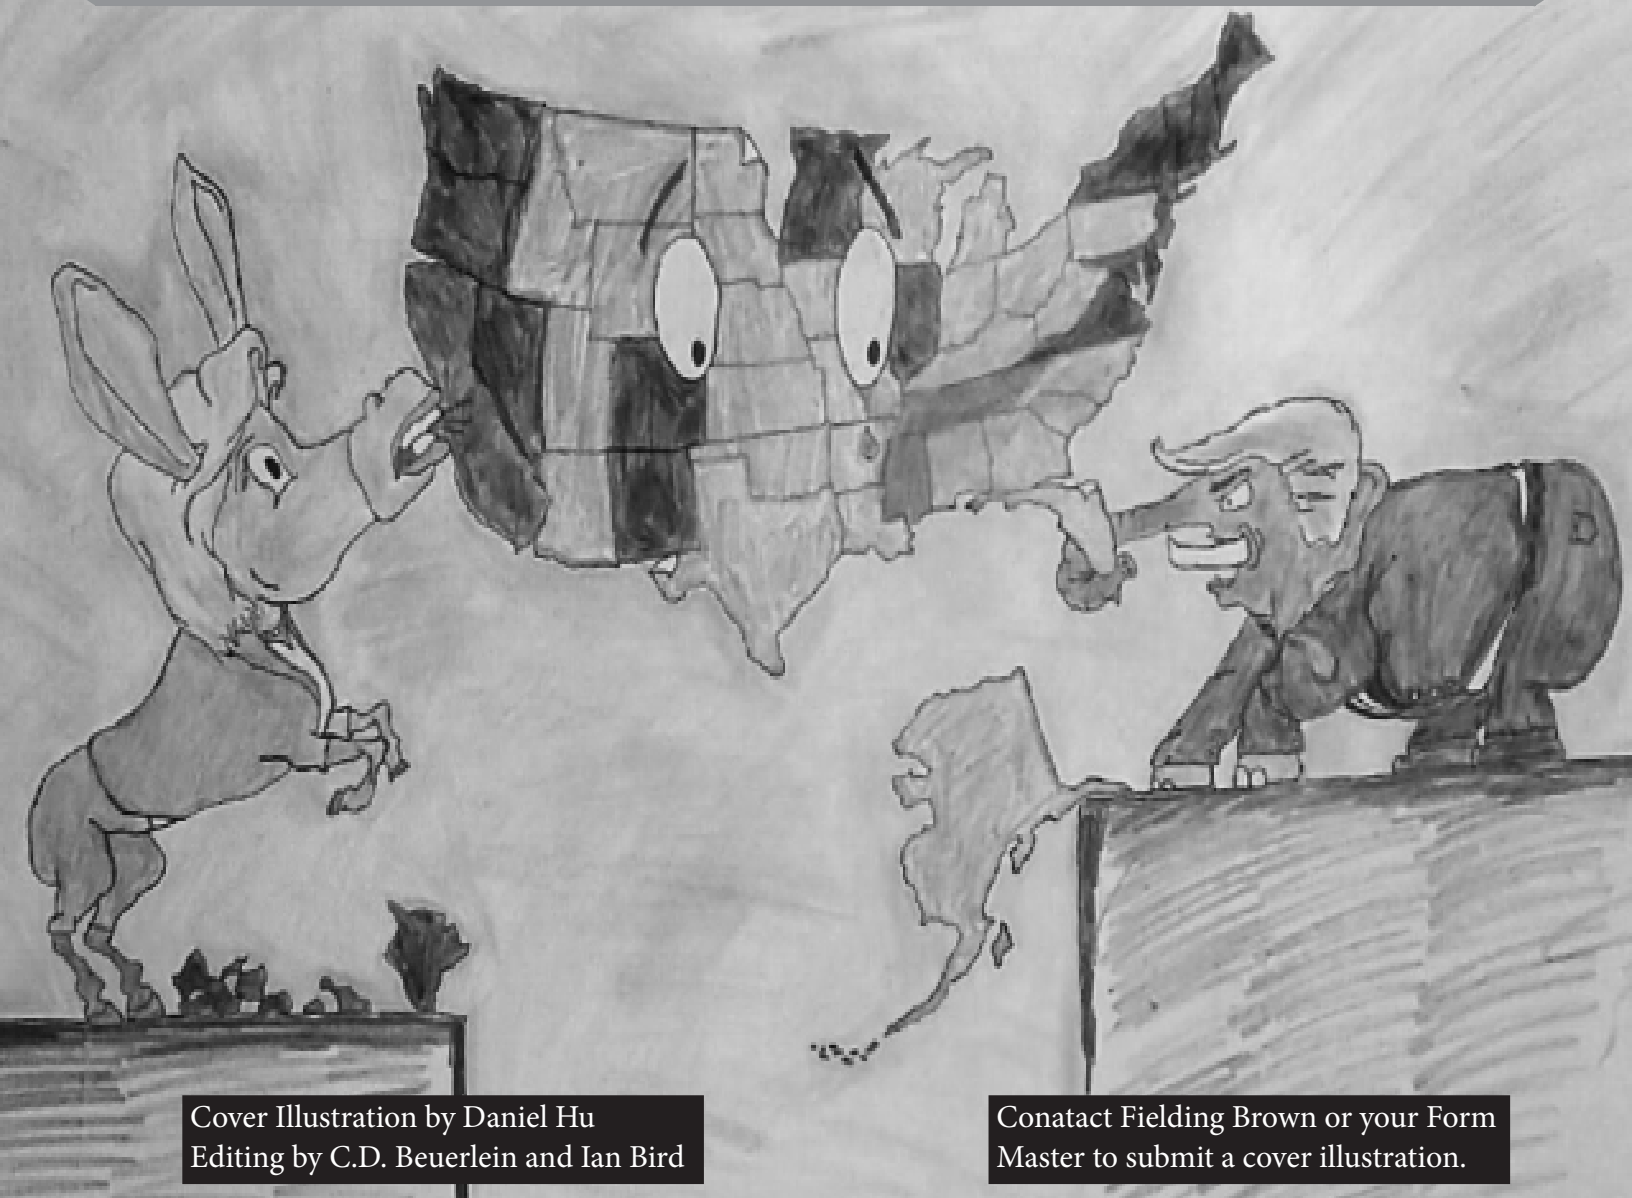 Cover Illustration by Daniel Hu
Editing by C.D. Beuerlein and Ian Bird
Conatact Fielding Brown or your Form
Master to submit a cover illustration.